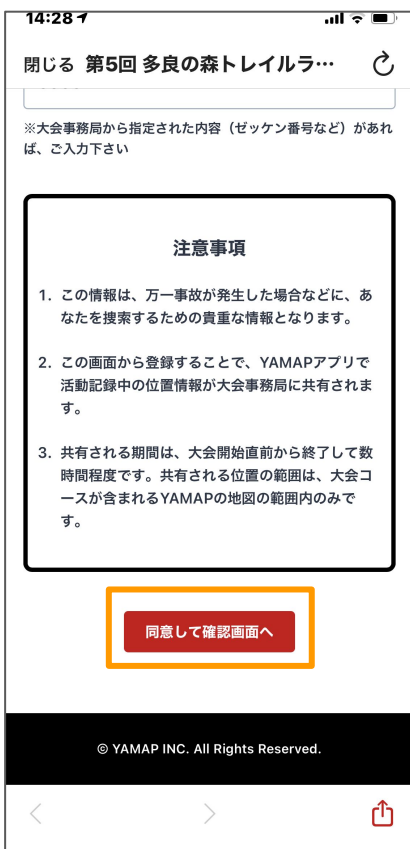 14:28
閉じる 第5回 多良の森トレイルラ…
※大会事務局から指定された内容（ゼッケン番号など）があれ
ば、ご入力下さい
注意事項
1. この情報は、万一事故が発生した場合などに、あ
なたを捜索するための貴重な情報となります。
2. この画面から登録することで、YAMAPアプリで
活動記録中の位置情報が大会事務局に共有されま
す。
3. 共有される期間は、大会開始直前から終了して数
時間程度です。共有される位置の範囲は、大会コ
ースが含まれるYAMAPの地図の範囲内のみで
す。
同意して確認画面へ
© YAMAP INC. All Rights Reserved.